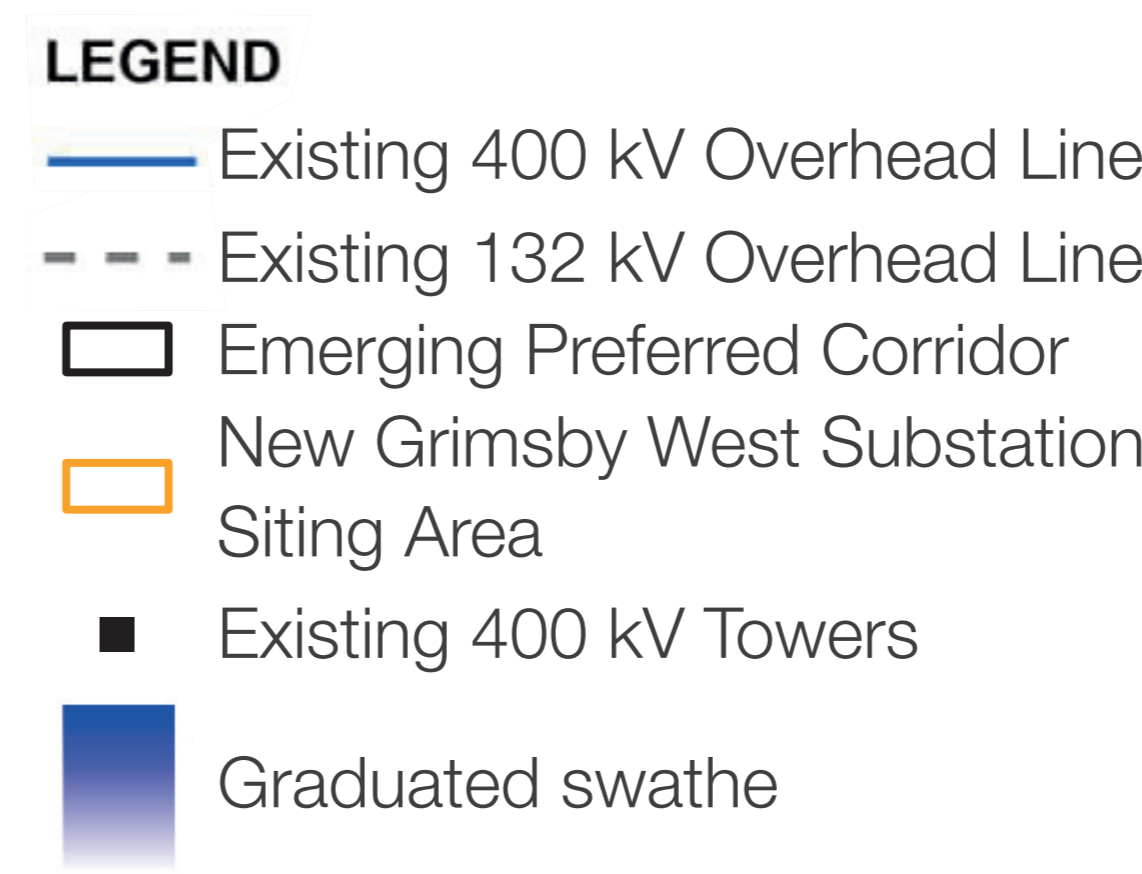 LEGEND
Existing 400 kV Overhead Line
Existing 132 kV Overhead Line
Emerging Preferred Corridor
New Grimsby West Substation
Siting Area
Existing 400 kV Towers
Graduated swathe